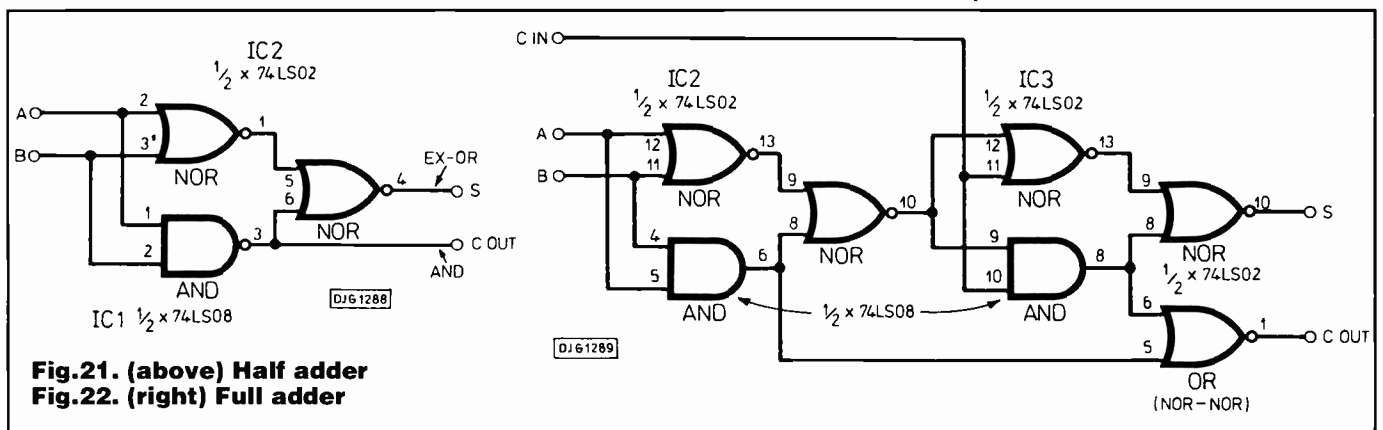 IC2
½ x 74LS02
A
B
2
3'
1
NOR
5
6
4
NOR
EX-OR
S
1
2
3
AND
C OUT
AND
IC1 ½ x 74LS08
DJG1288
Fig.21. (above) Half adder
Fig.22. (right) Full adder
C IN
IC2
½ x 74LS02
A
B
12
11
13
NOR
9
8
10
NOR
4
5
6
AND
½ x 74LS08
DJG1289
IC3
½ x 74LS02
12
11
13
NOR
9
8
10
S
NOR
½ x 74LS02
9
10
8
AND
6
5
1
C OUT
OR
(NOR-NOR)